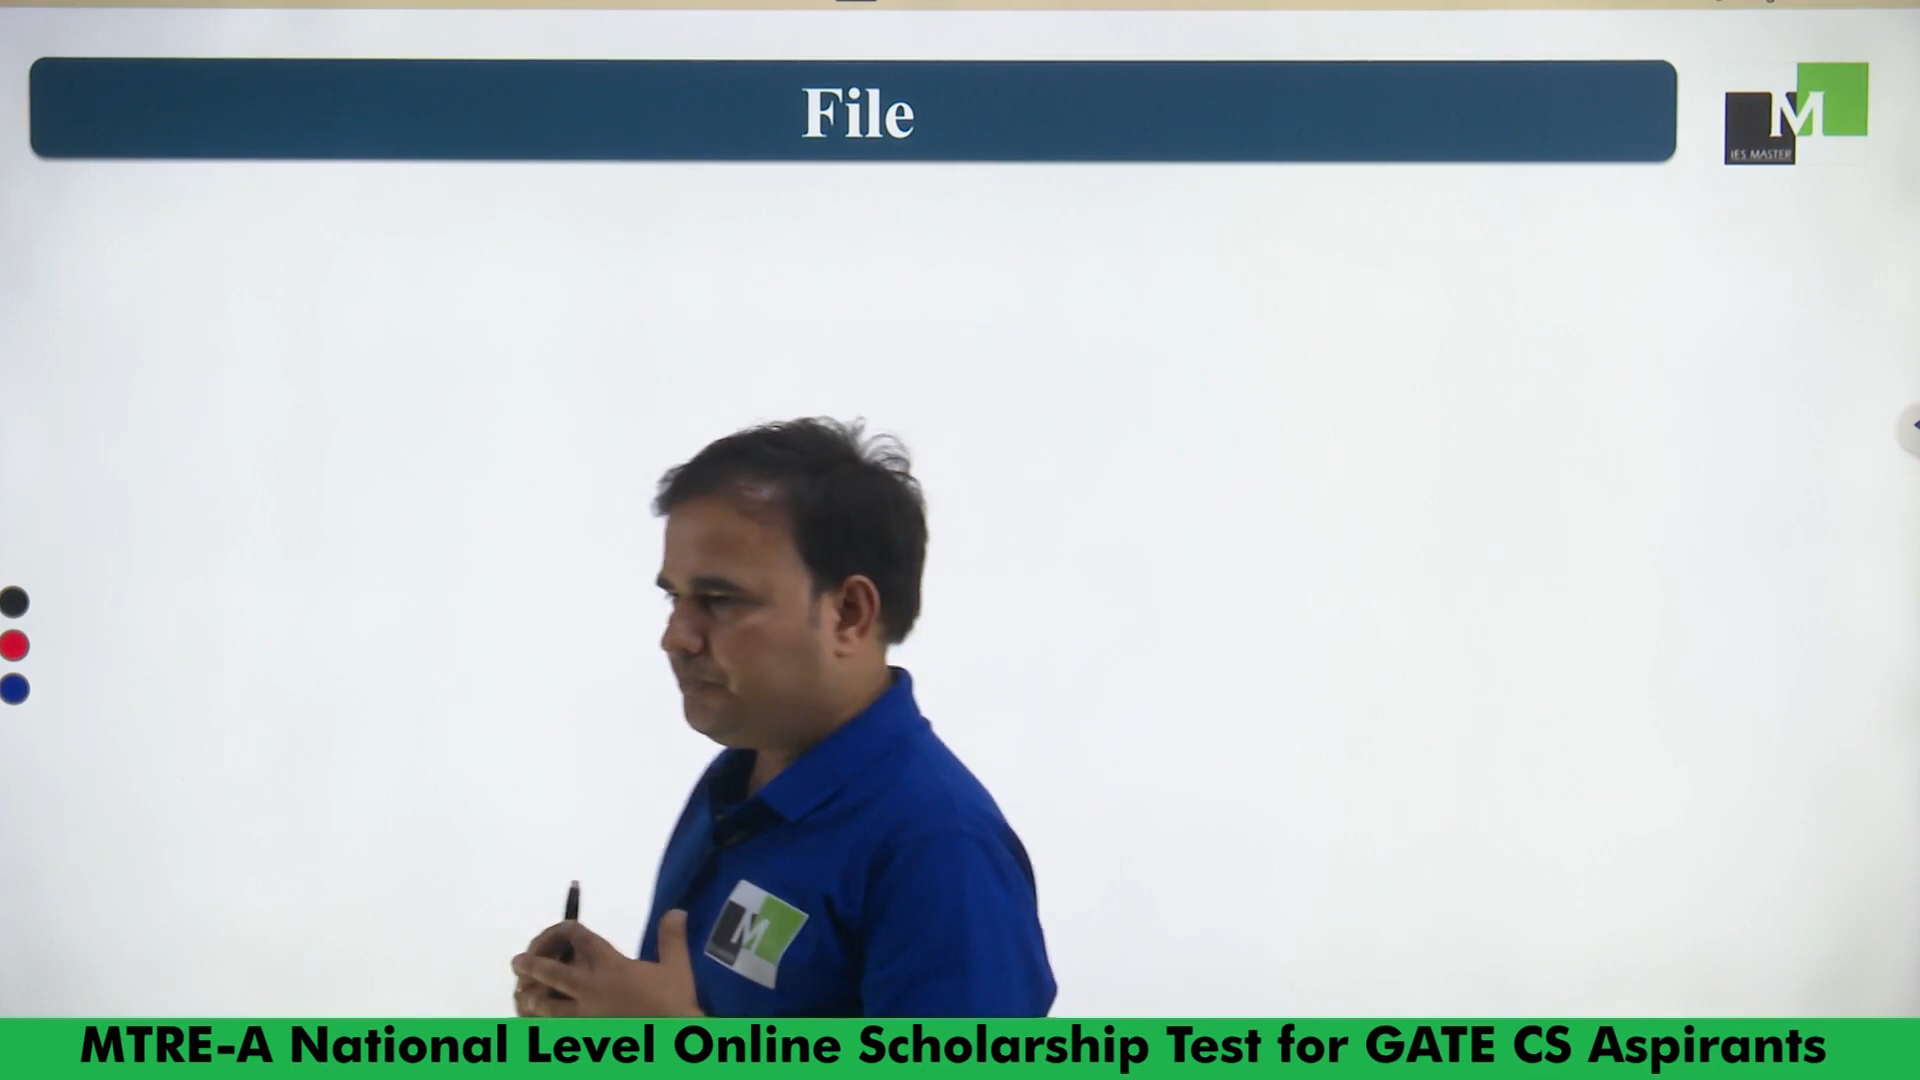 File
M
IES MASTER
M
MTRE-A National Level Online Scholarship Test for GATE CS Aspirants